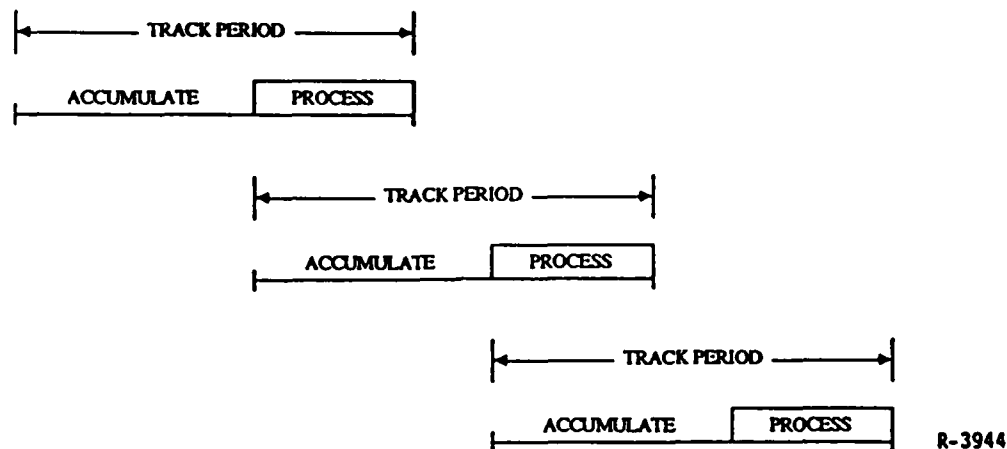 TRACK PERIOD
ACCUMULATE PROCESS
TRACK PERIOD
ACCUMULATE PROCESS
TRACK PERIOD
ACCUMULATE PROCESS
R-3944